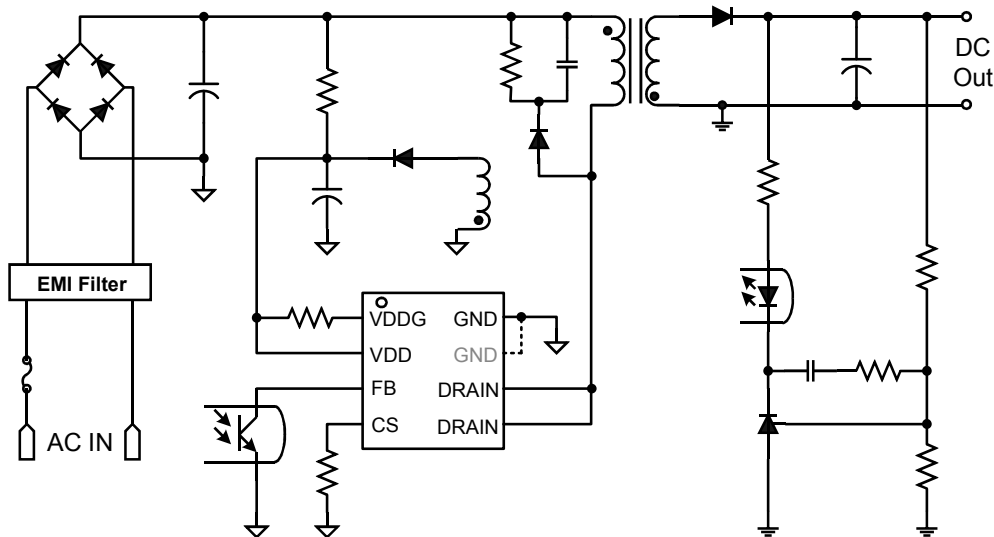 DC
Out
EMI Filter
VDDG
GND
VDD
GND
FB
DRAIN
CS
DRAIN
AC IN